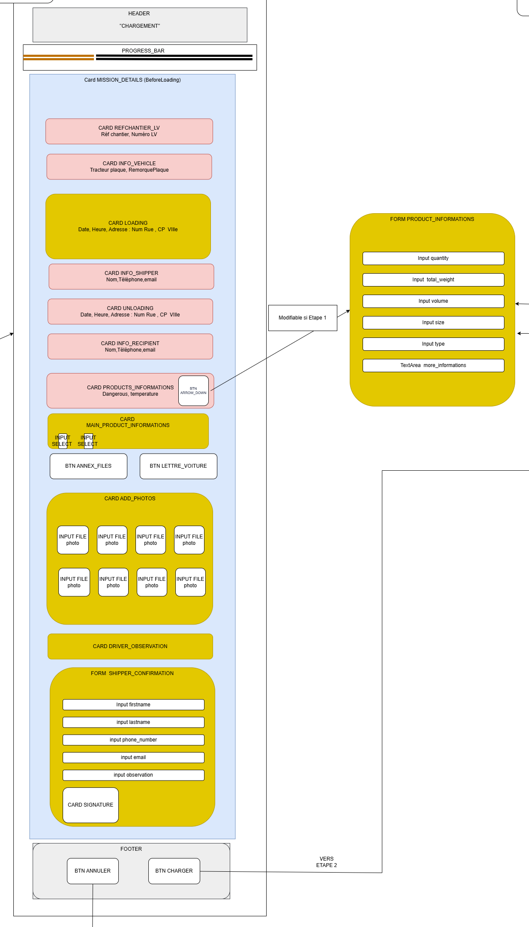 HEADER
"CHARGEMENT"
PROGRESS_BAR
Card MISSION_DETAILS (BeforeLoading)
CARD REFCHANTIER_LV
Réf chantier, Numéro LV
CARD INFO_VEHICLE
Tracteur plaque, RemorquePlaque
CARD LOADING
Date, Heure, Adresse : Num Rue , CP Ville
CARD INFO_SHIPPER
Nom,Téléphone,email
CARD UNLOADING
Date, Heure, Adresse : Num Rue , CP Ville
CARD INFO_RECIPIENT
Nom,Téléphone,email
CARD PRODUCTS_INFORMATIONS
Dangerous, temperature
BTN
ARROW_DOWN
CARD
MAIN_PRODUCT_INFORMATIONS
INPUT
SELECT
INPUT
SELECT
BTN ANNEX_FILES
BTN LETTRE_VOITURE
CARD ADD_PHOTOS
INPUT FILE
photo
INPUT FILE
photo
INPUT FILE
photo
INPUT FILE
photo
INPUT FILE
photo
INPUT FILE
photo
INPUT FILE
photo
INPUT FILE
photo
CARD DRIVER_OBSERVATION
FORM SHIPPER_CONFIRMATION
Input firstname
input lastname
input phone_number
input email
input observation
CARD SIGNATURE
FOOTER
BTN ANNULER
BTN CHARGER
VERS
ETAPE 2
Modifiable si Etape 1
FORM PRODUCT_INFORMATIONS
Input quantity
Input total_weight
Input volume
Input size
Input type
TextArea more_informations